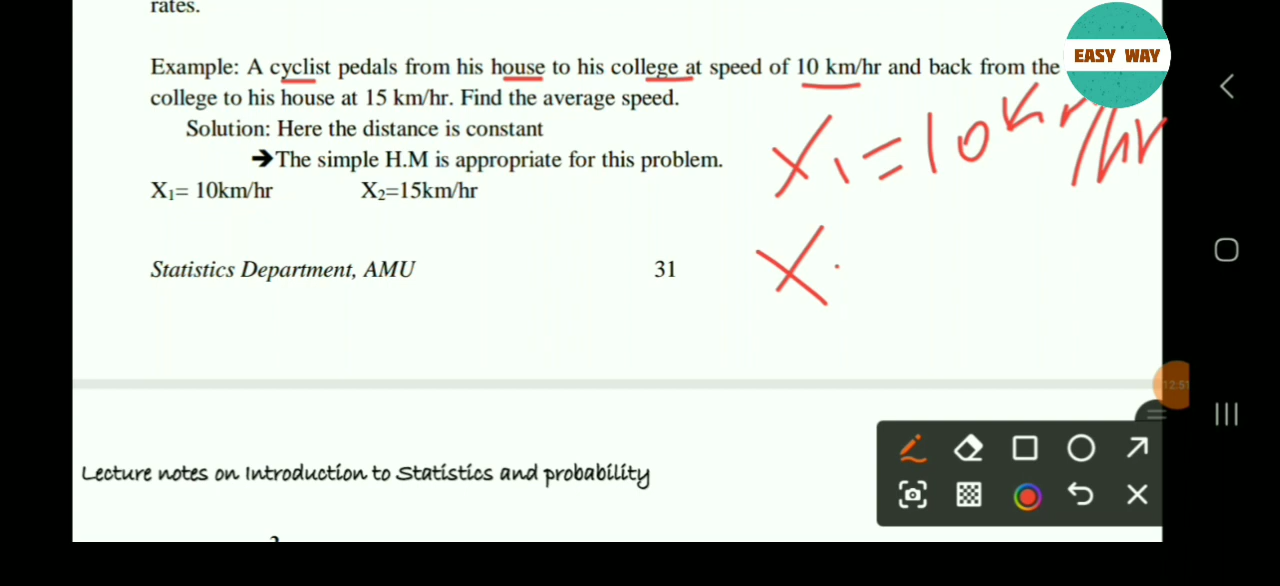 rates.
EASY WAY
Example: A cyclist pedals from his house to his college at speed of 10 km/hr and back from the
college to his house at 15 km/hr. Find the average speed.
Solution: Here the distance is constant
➔The simple H.M is appropriate for this problem.
X₁= 10km/hr X₂=15km/hr
X₁=10Km/hr
X
Statistics Department, AMU 31
12:51
Lecture notes on Introduction to Statistics and probability
2